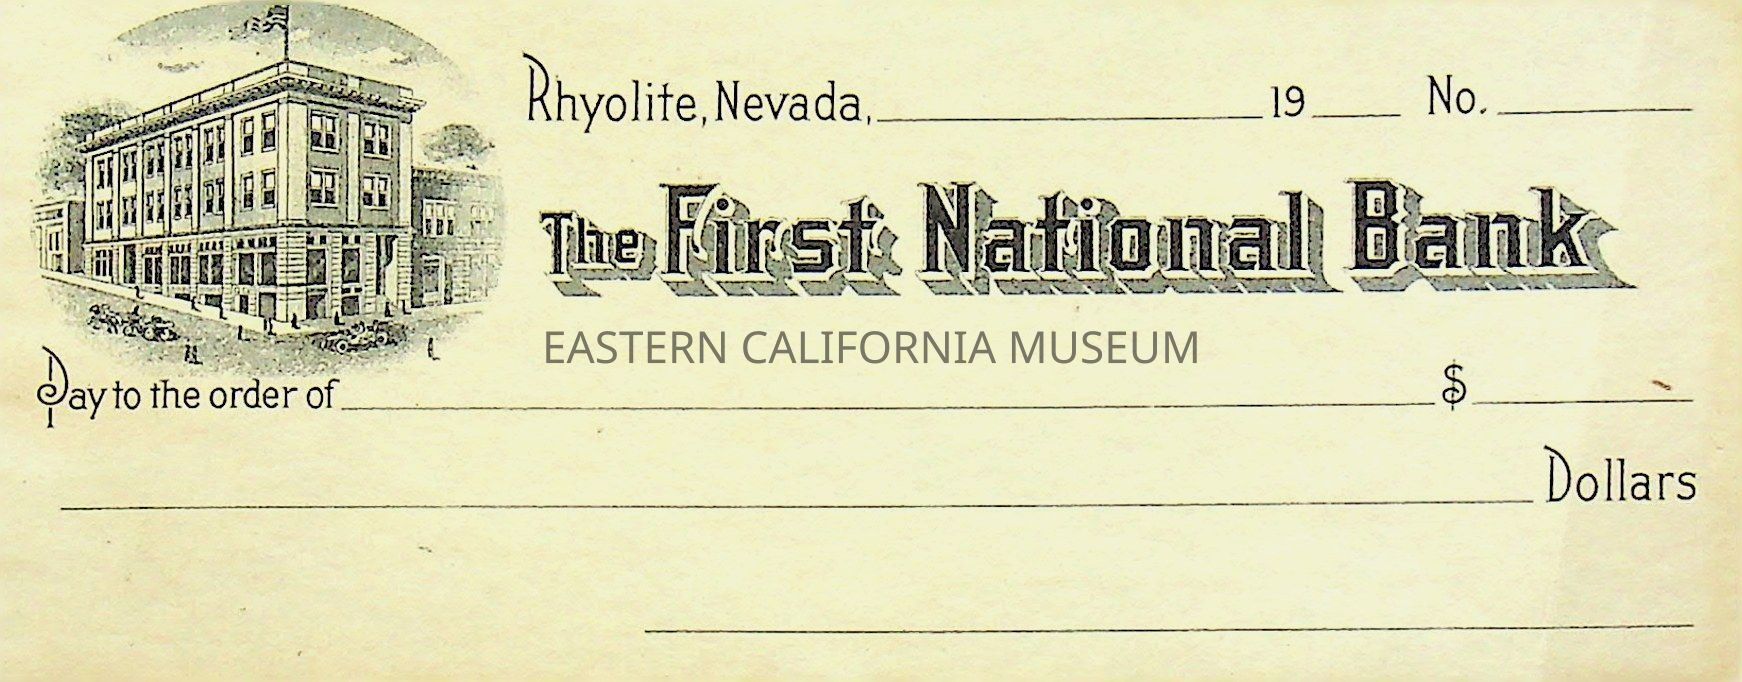 Rhyolite, Nevada, 19 No.
The First National Bank
EASTERN CALIFORNIA MUSEUM
Pay to the order of $
Dollars